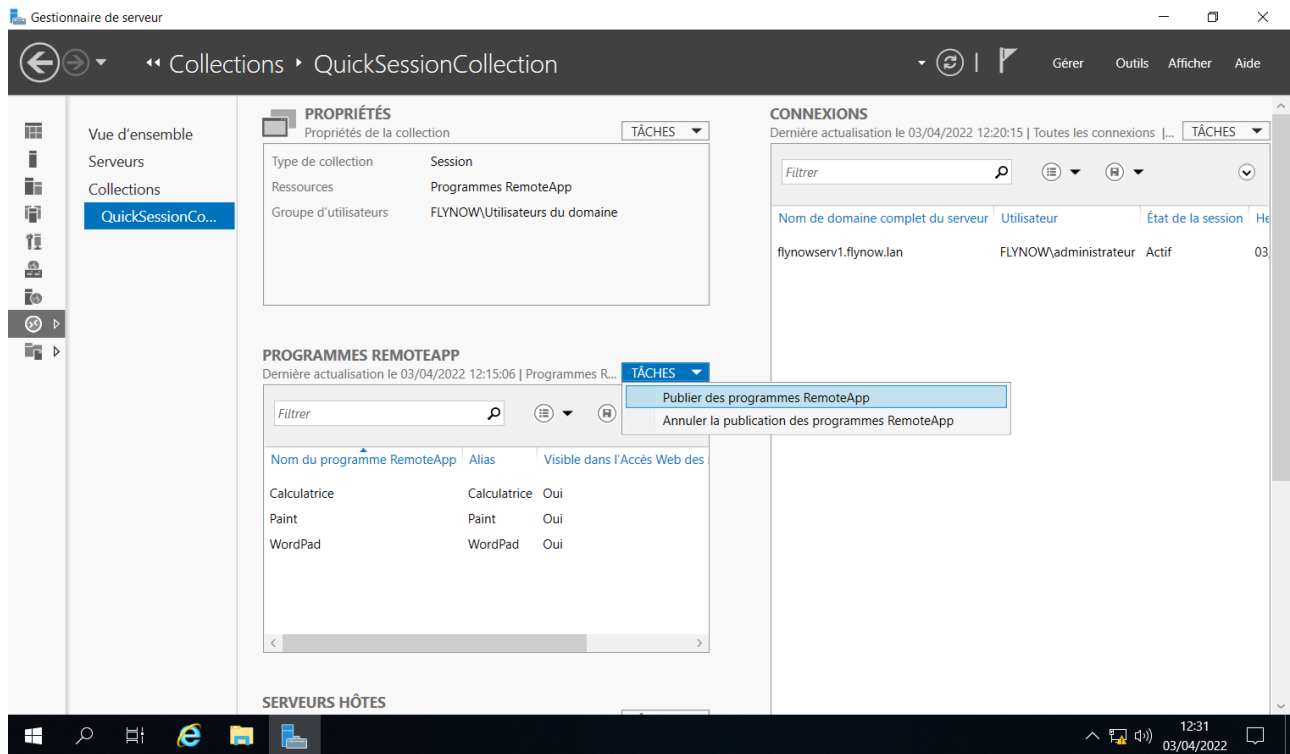 Gestionnaire de serveur
Collections QuickSessionCollection
Gérer Outils Afficher Aide
Vue d'ensemble
Serveurs
Collections
QuickSessionCo...
PROPRIÉTÉS
Propriétés de la collection
TÂCHES
Type de collection Session
Ressources Programmes RemoteApp
Groupe d'utilisateurs FLYNOW\Utilisateurs du domaine
PROGRAMMES REMOTEAPP
Dernière actualisation le 03/04/2022 12:15:06 | Programmes R...
TÂCHES
Publier des programmes RemoteApp
Annuler la publication des programmes RemoteApp
Filtrer
Nom du programme RemoteApp Alias Visible dans l'Accès Web des
Calculatrice Calculatrice Oui
Paint Paint Oui
WordPad WordPad Oui
SERVEURS HÔTES
CONNEXIONS
Dernière actualisation le 03/04/2022 12:20:15 | Toutes les connexions |...
TÂCHES
Filtrer
Nom de domaine complet du serveur Utilisateur État de la session He
flynowserv1.flynow.lan FLYNOW\administrateur Actif 03
12:31
03/04/2022